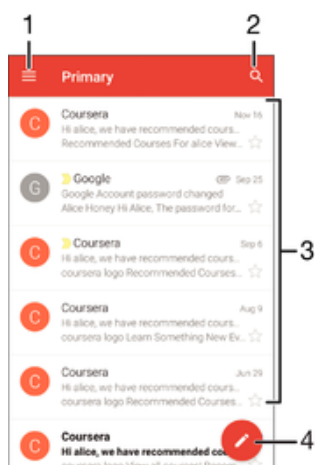 1
2
Primary
C
Coursera
Nov 16
Hi alice, we have recommended cours...
Recommended Courses For alice View...
3
G
Google
Sep 25
Google Account password changed
Alice Honey Hi Alice, The password for...
C
Coursera
Sep 6
Hi alice, we have recommended cours...
coursera logo Recommended Courses...
C
Coursera
Aug 9
Hi alice, we have recommended cours...
coursera logo Learn Something New Ev...
C
Coursera
Jun 29
Hi alice, we have recommended cours...
coursera logo Recommended Courses...
4
C
Coursera
Hi alice, we have recommended co